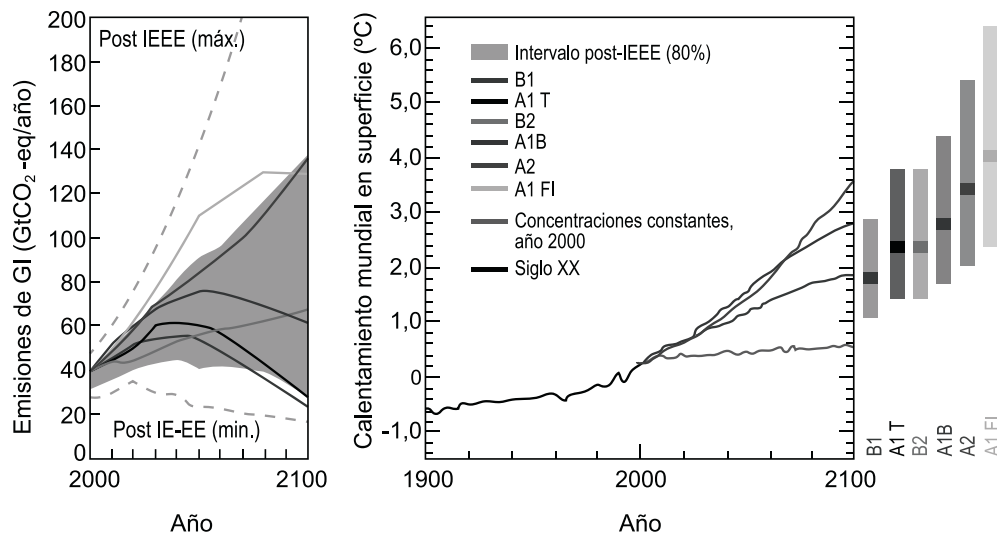 Emisiones de GI (GtCO2 -eq/año)
200
180
160
140
120
100
80
60
40
20
0
Post IEEE (máx.)
Post IE-EE (min.)
2000
2100
Año
Calentamiento mundial en superficie (ºC)
6,0
5,0
4,0
3,0
2,0
1,0
0
-1,0
Intervalo post-IEEE (80%)
B1
A1 T
B2
A1B
A2
A1 FI
Concentraciones constantes,
año 2000
Siglo XX
1900
2000
2100
Año
B1
A1 T
B2
A1B
A2
A1 FI